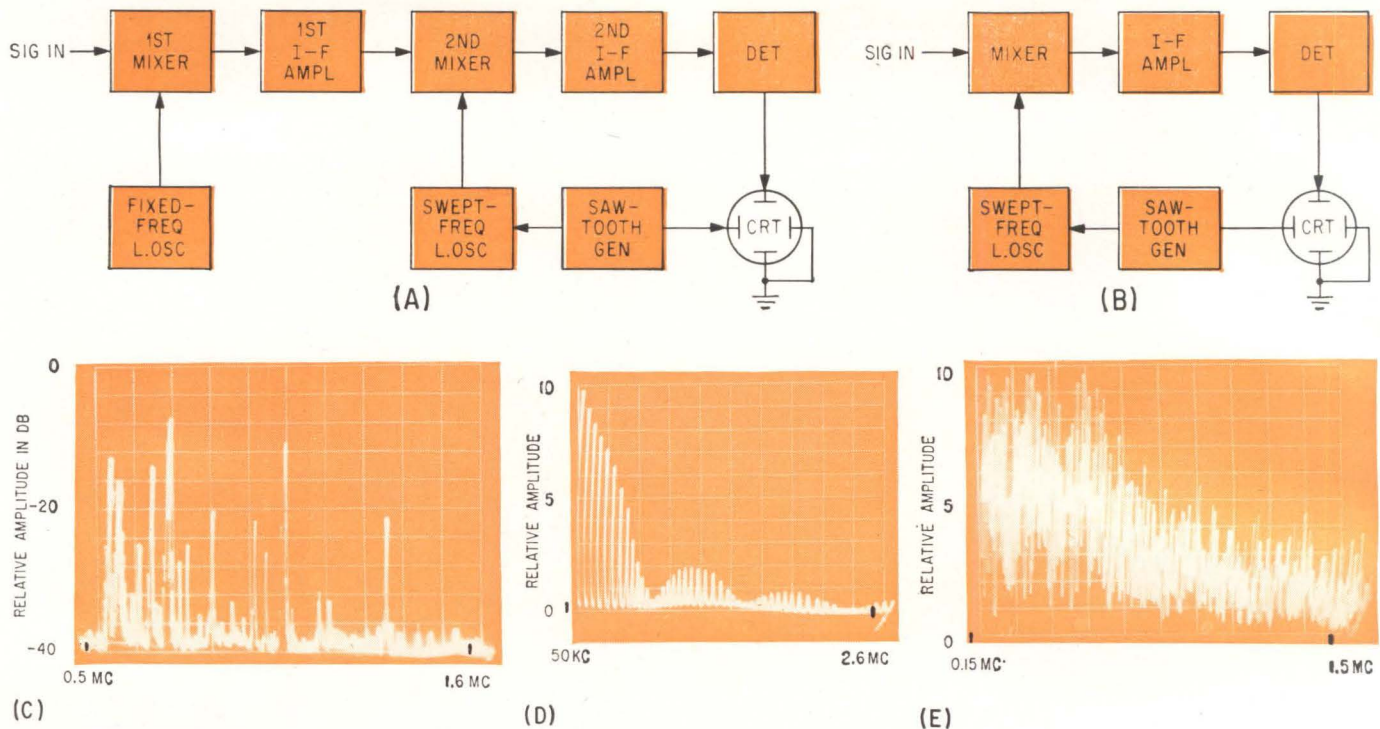 SIG IN
1ST
MIXER
1ST
I-F
AMPL
2ND
MIXER
2ND
I-F
AMPL
DET
FIXED-
FREQ
L.OSC
SWEPT-
FREQ
L.OSC
SAW-
TOOTH
GEN
CRT
(A)
SIG IN
MIXER
I-F
AMPL
DET
SWEPT-
FREQ
L.OSC
SAW-
TOOTH
GEN
CRT
(B)
RELATIVE AMPLITUDE IN DB
0
-20
-40
0.5 MC
1.6 MC
(C)
RELATIVE AMPLITUDE
10
5
0
50KC
2.6 MC
(D)
RELATIVE AMPLITUDE
10
5
0
0.15 MC
1.5 MC
(E)